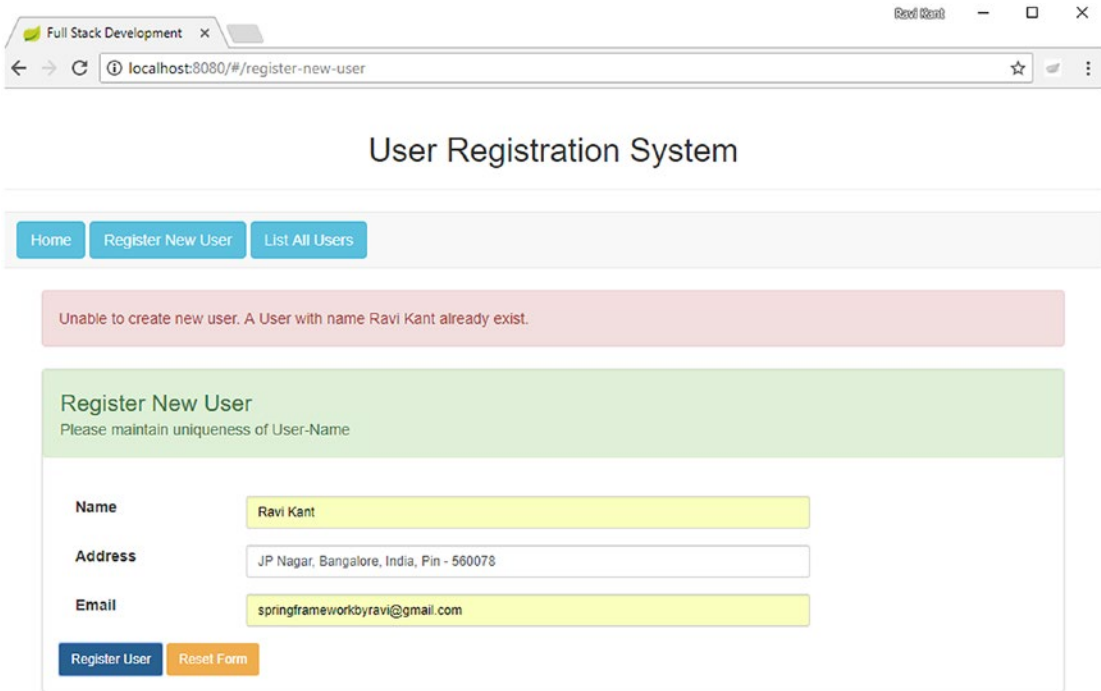 Ravi Kant
Full Stack Development
localhost:8080/#/register-new-user
User Registration System
Home
Register New User
List All Users
Unable to create new user. A User with name Ravi Kant already exist.
Register New User
Please maintain uniqueness of User-Name
Name
Ravi Kant
Address
JP Nagar, Bangalore, India, Pin - 560078
Email
springframeworkbyravi@gmail.com
Register User
Reset Form